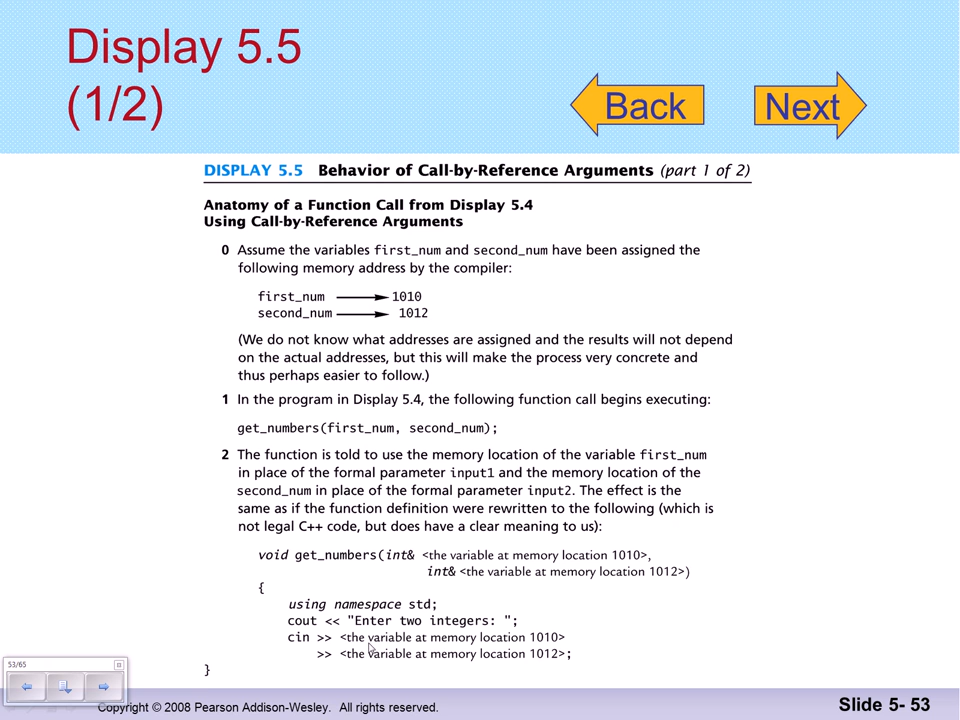 Display 5.5
(1/2)
Back
Next
DISPLAY 5.5 Behavior of Call-by-Reference Arguments (part 1 of 2)
Anatomy of a Function Call from Display 5.4
Using Call-by-Reference Arguments
0 Assume the variables first_num and second_num have been assigned the
following memory address by the compiler:
first_num 1010
second_num 1012
(We do not know what addresses are assigned and the results will not depend
on the actual addresses, but this will make the process very concrete and
thus perhaps easier to follow.)
1 In the program in Display 5.4, the following function call begins executing:
get_numbers(first_num, second_num);
2 The function is told to use the memory location of the variable first_num
in place of the formal parameter input1 and the memory location of the
second_num in place of the formal parameter input2. The effect is the
same as if the function definition were rewritten to the following (which is
not legal C++ code, but does have a clear meaning to us):
void get_numbers(int& <the variable at memory location 1010>,
int& <the variable at memory location 1012>)
{
using namespace std;
cout << "Enter two integers: ";
cin >> <the variable at memory location 1010>
>> <the variable at memory location 1012>;
}
53/65
Copyright © 2008 Pearson Addison-Wesley. All rights reserved.
Slide 5- 53